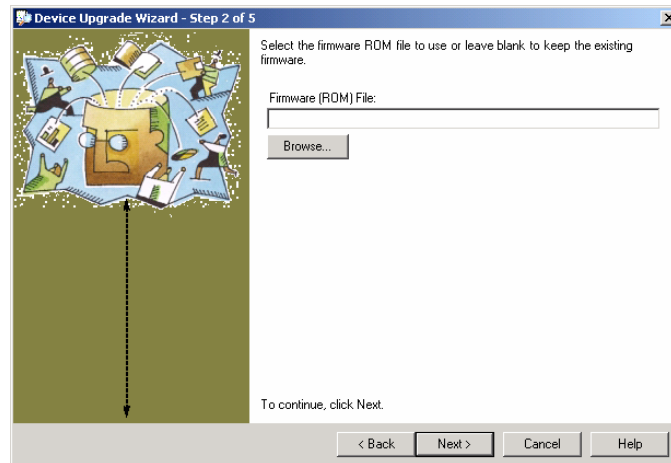 Device Upgrade Wizard - Step 2 of 5
Select the firmware ROM file to use or leave blank to keep the existing
firmware.
Firmware (ROM) File:
Browse...
To continue, click Next.
< Back
Next >
Cancel
Help